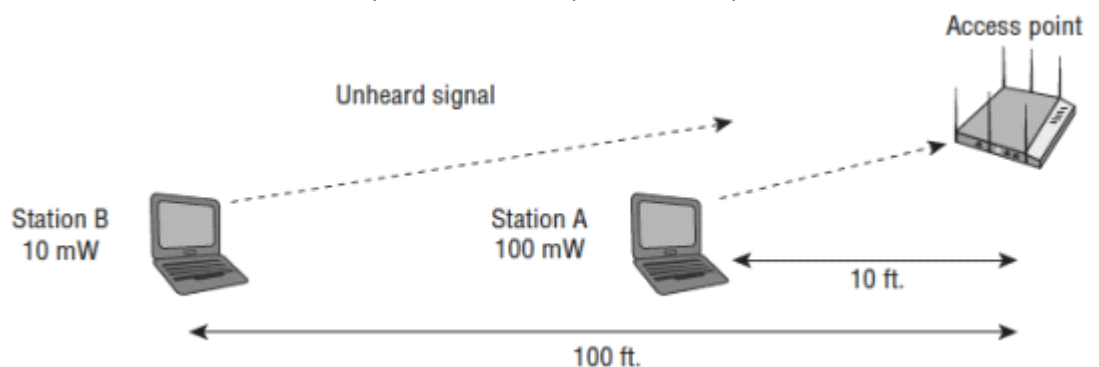 Access point
Unheard signal
Station B
10 mW
Station A
100 mW
10 ft.
100 ft.